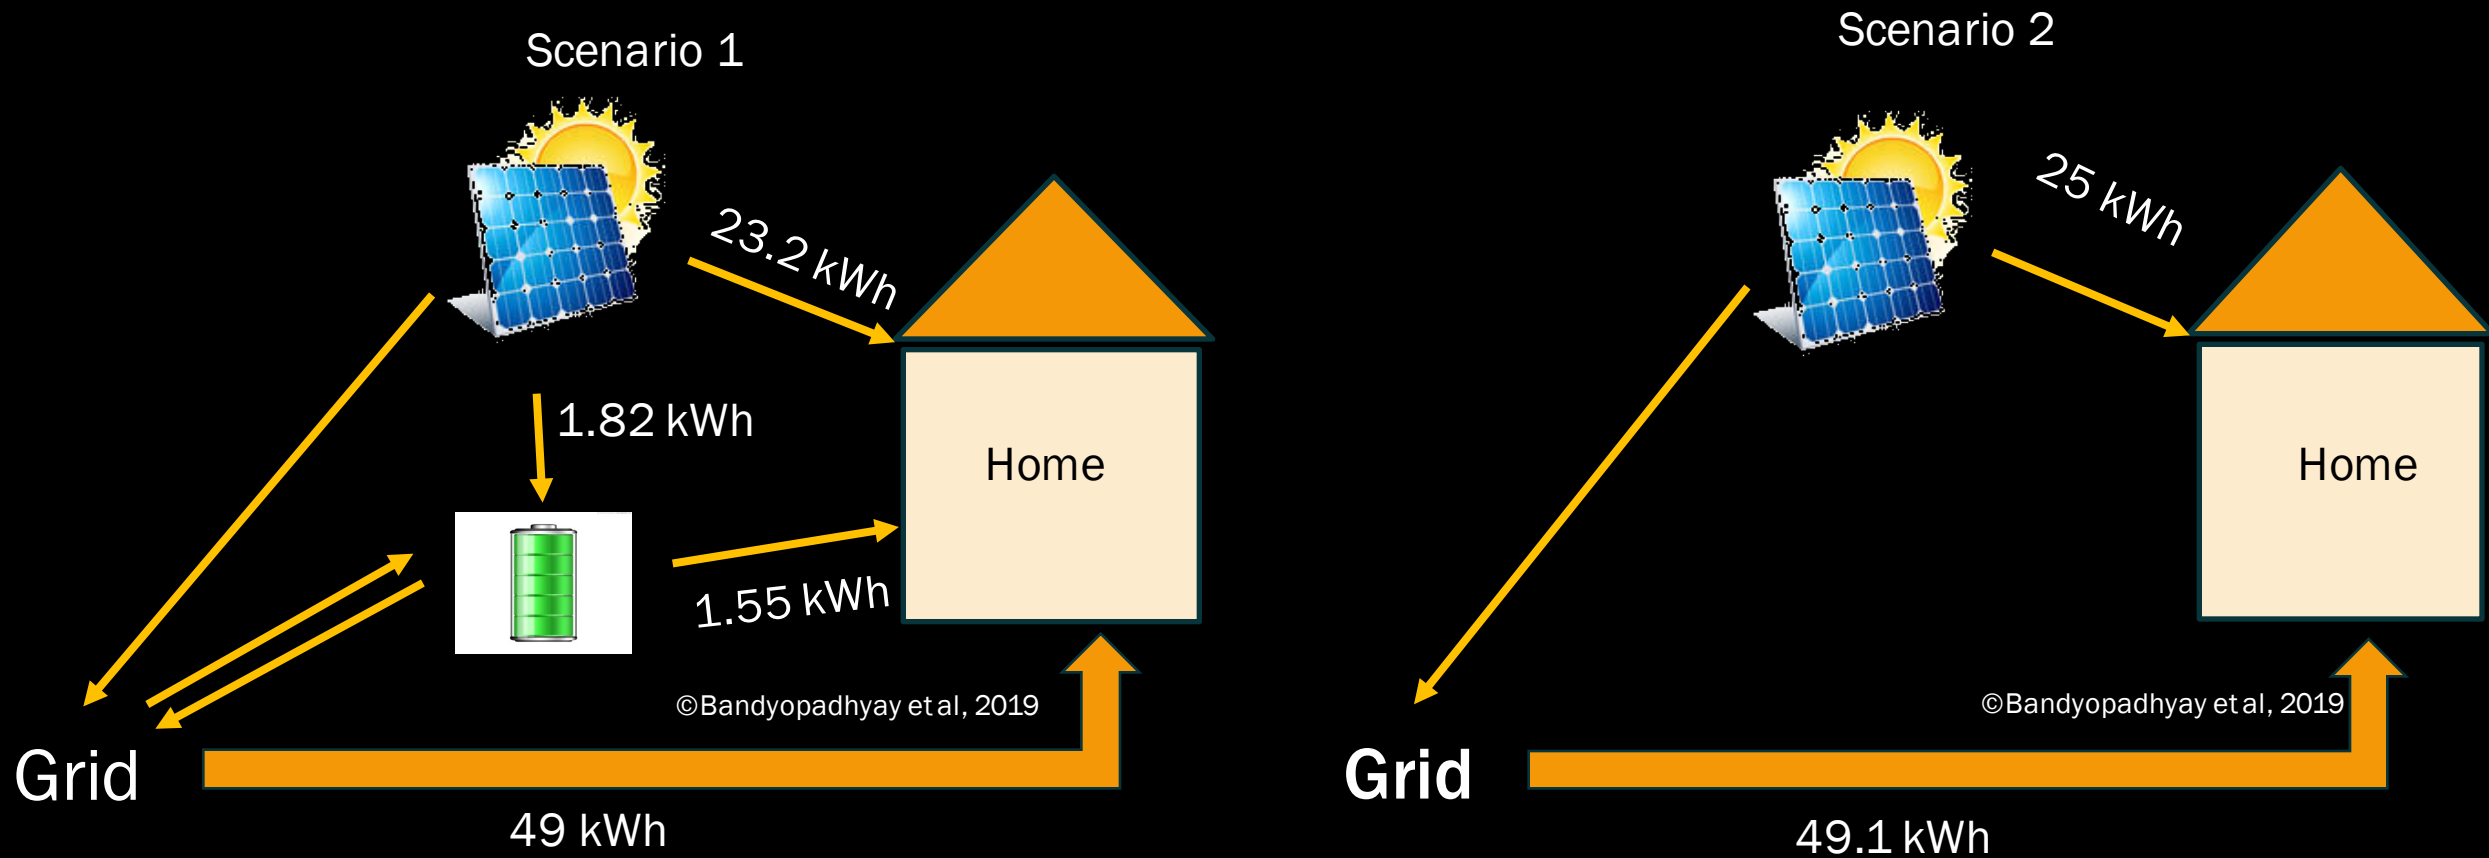 Scenario 1
23.2 kWh
1.82 kWh
Home
1.55 kWh
©Bandyopadhyay et al, 2019
Grid
49 kWh
Scenario 2
25 kWh
Home
©Bandyopadhyay et al, 2019
Grid
49.1 kWh